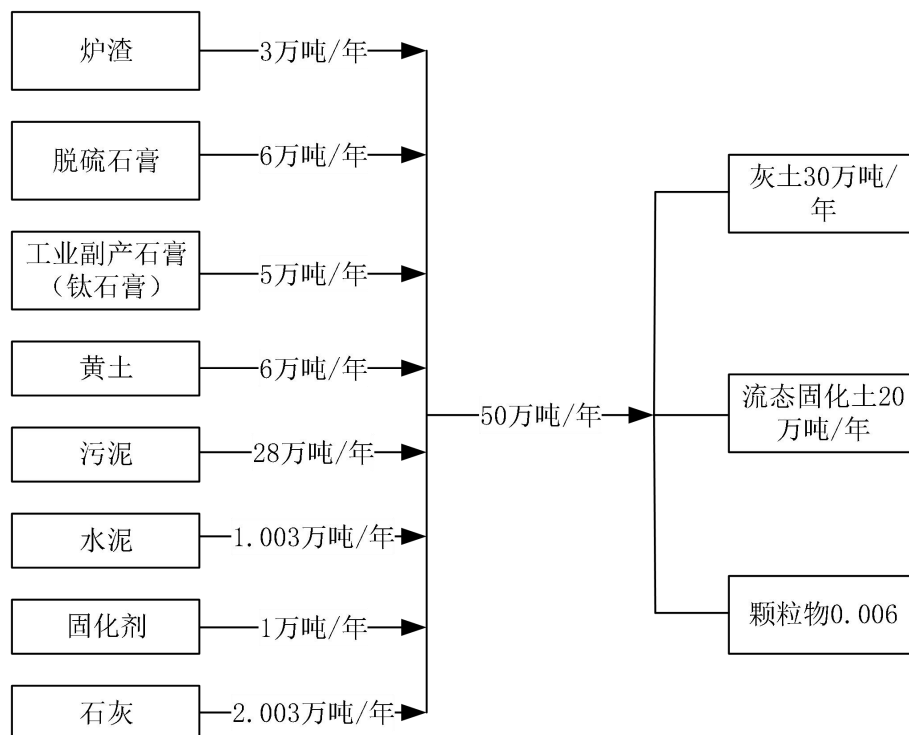 炉渣
3万吨/年
脱硫石膏
6万吨/年
工业副产石膏
（钛石膏）
5万吨/年
黄土
6万吨/年
污泥
28万吨/年
水泥
1.003万吨/年
固化剂
1万吨/年
石灰
2.003万吨/年
50万吨/年
灰土30万吨/
年
流态固化土20
万吨/年
颗粒物0.006